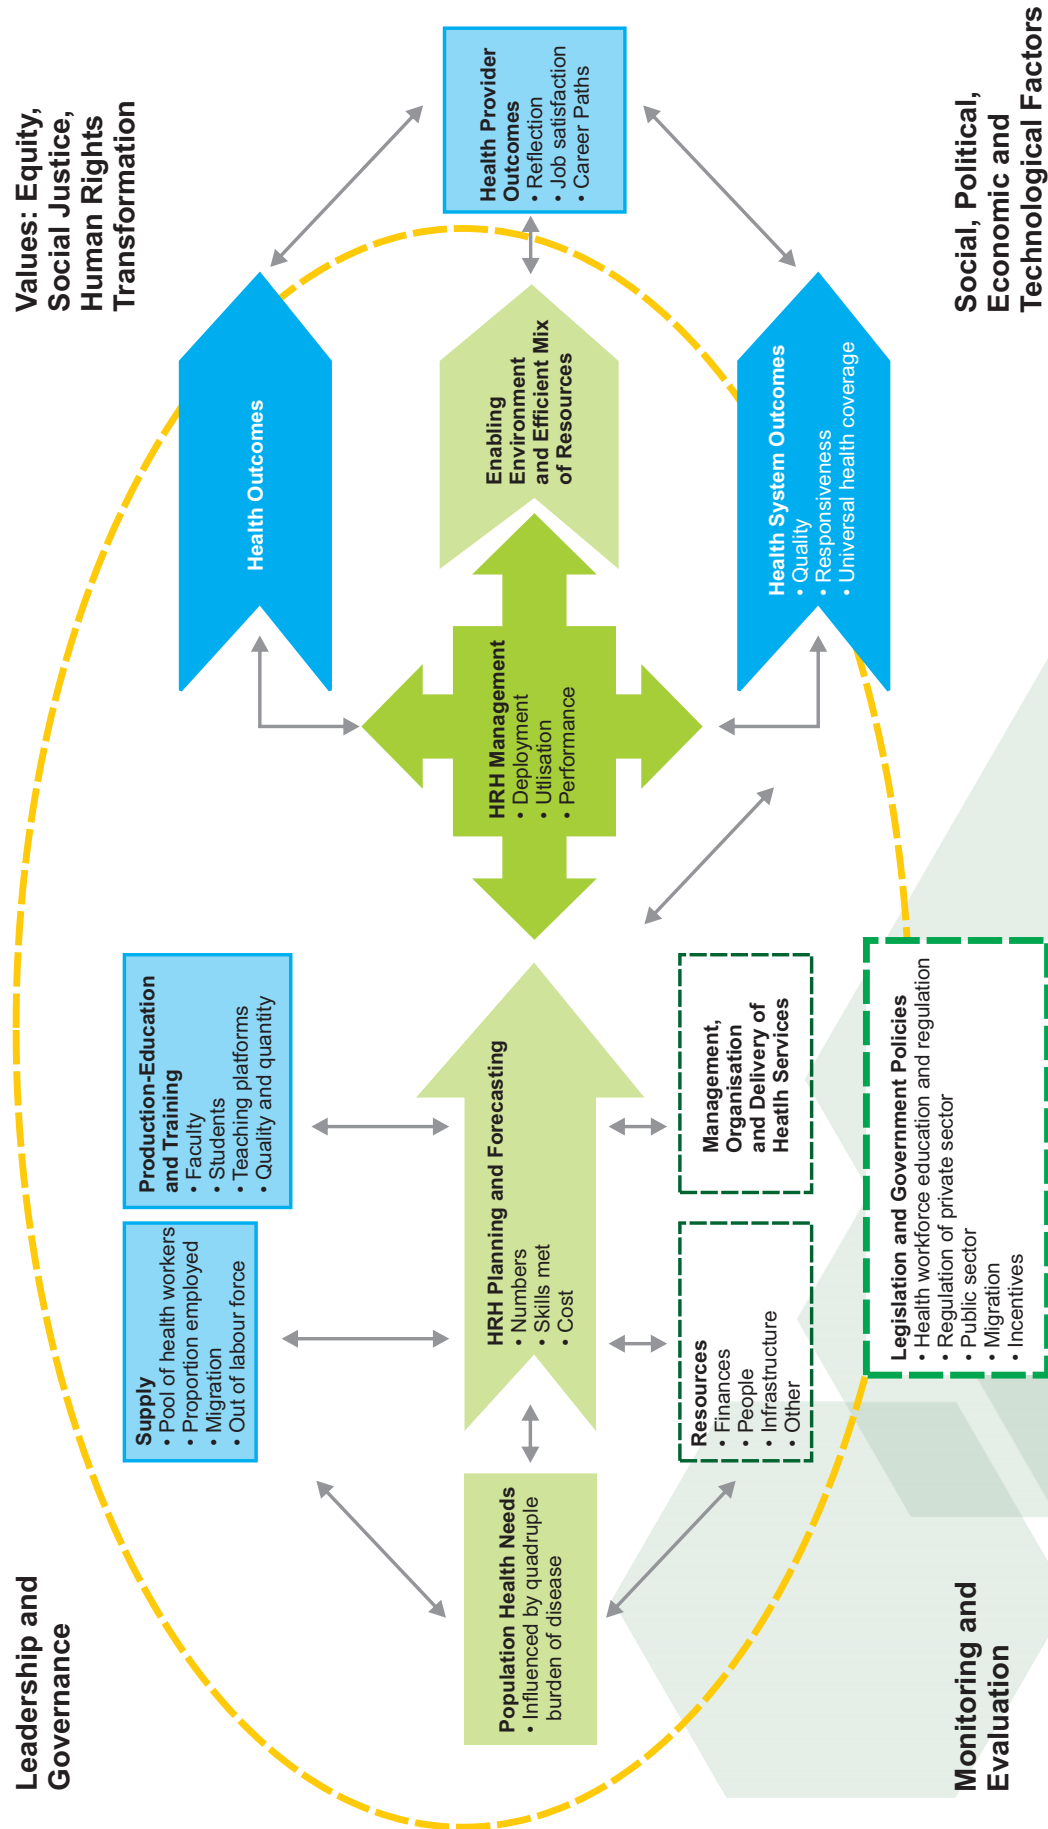 Leadership and
Governance
Values: Equity,
Social Justice,
Human Rights
Transformation
Supply
• Pool of health workers
• Proportion employed
• Migration
• Out of labour force
Production-Education
and Training
• Faculty
• Students
• Teaching platforms
• Quality and quantity
Health Outcomes
Population Health Needs
• Influenced by quadruple
burden of disease
HRH Planning and Forecasting
• Numbers
• Skills met
• Cost
HRH Management
• Deployment
• Utlisation
• Performance
Enabling
Environment
and Efficient Mix
of Resources
Health Provider
Outcomes
• Reflection
• Job satisfaction
• Career Paths
Resources
• Finances
• People
• Infrastructure
• Other
Management,
Organisation
and Delivery of
Heatlh Services
Health System Outcomes
• Quality
• Responsiveness
• Universal health coverage
Legislation and Government Policies
• Health workforce education and regulation
• Regulation of private sector
• Public sector
• Migration
• Incentives
Monitoring and
Evaluation
Social, Political,
Economic and
Technological Factors